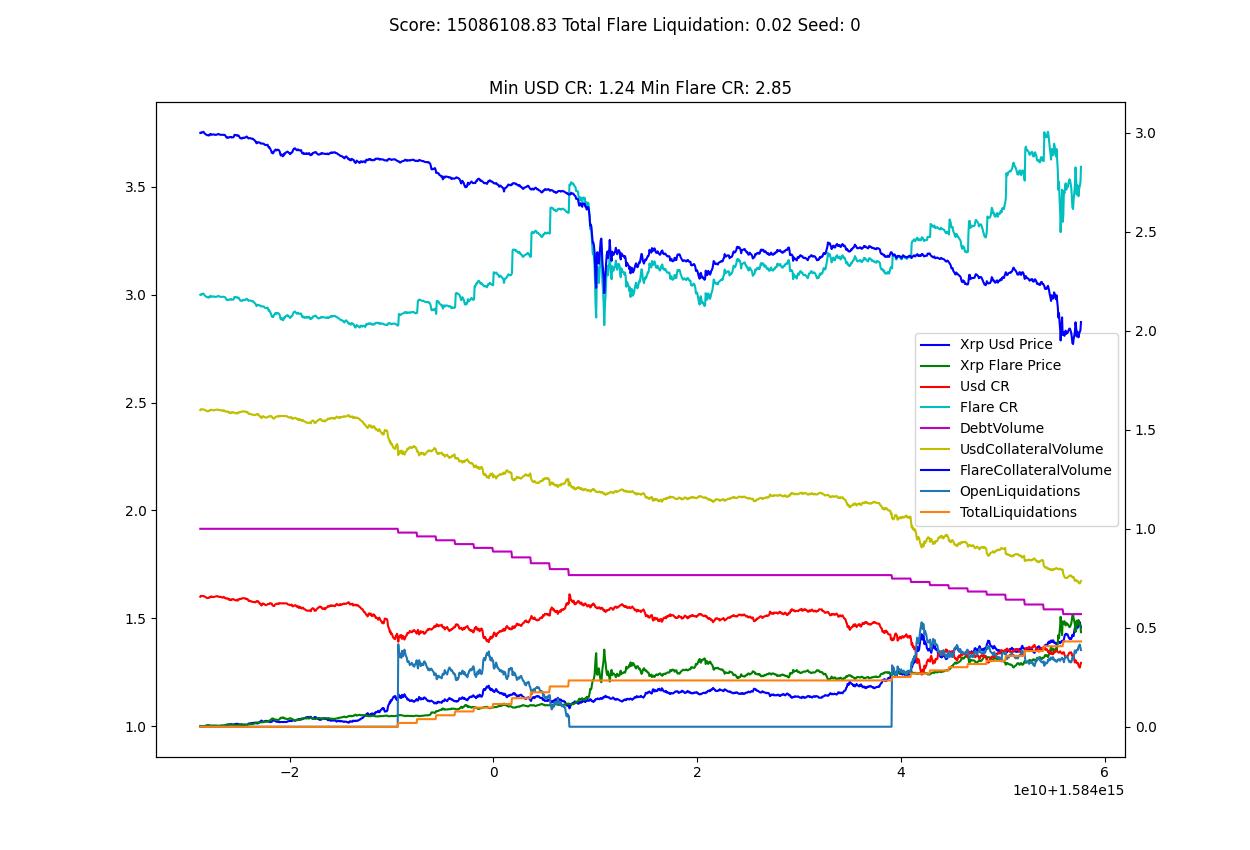 Score: 15086108.83 Total Flare Liquidation: 0.02 Seed: 0
Min USD CR: 1.24 Min Flare CR: 2.85
3.5
3.0
2.5
2.0
1.5
1.0
3.0
2.5
2.0
1.5
1.0
0.5
0.0
Xrp Usd Price
Xrp Flare Price
Usd CR
Flare CR
DebtVolume
UsdCollateralVolume
FlareCollateralVolume
OpenLiquidations
TotalLiquidations
−2 0 2 4 6
1e10+1.584e15